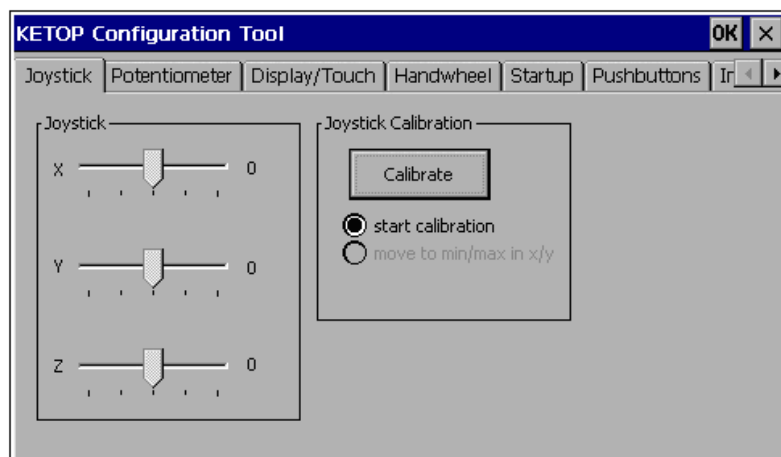 KETOP Configuration Tool OK ×
Joystick Potentiometer Display/Touch Handwheel Startup Pushbuttons
Joystick
X 0
Y 0
Z 0
Joystick Calibration
Calibrate
start calibration
move to min/max in x/y